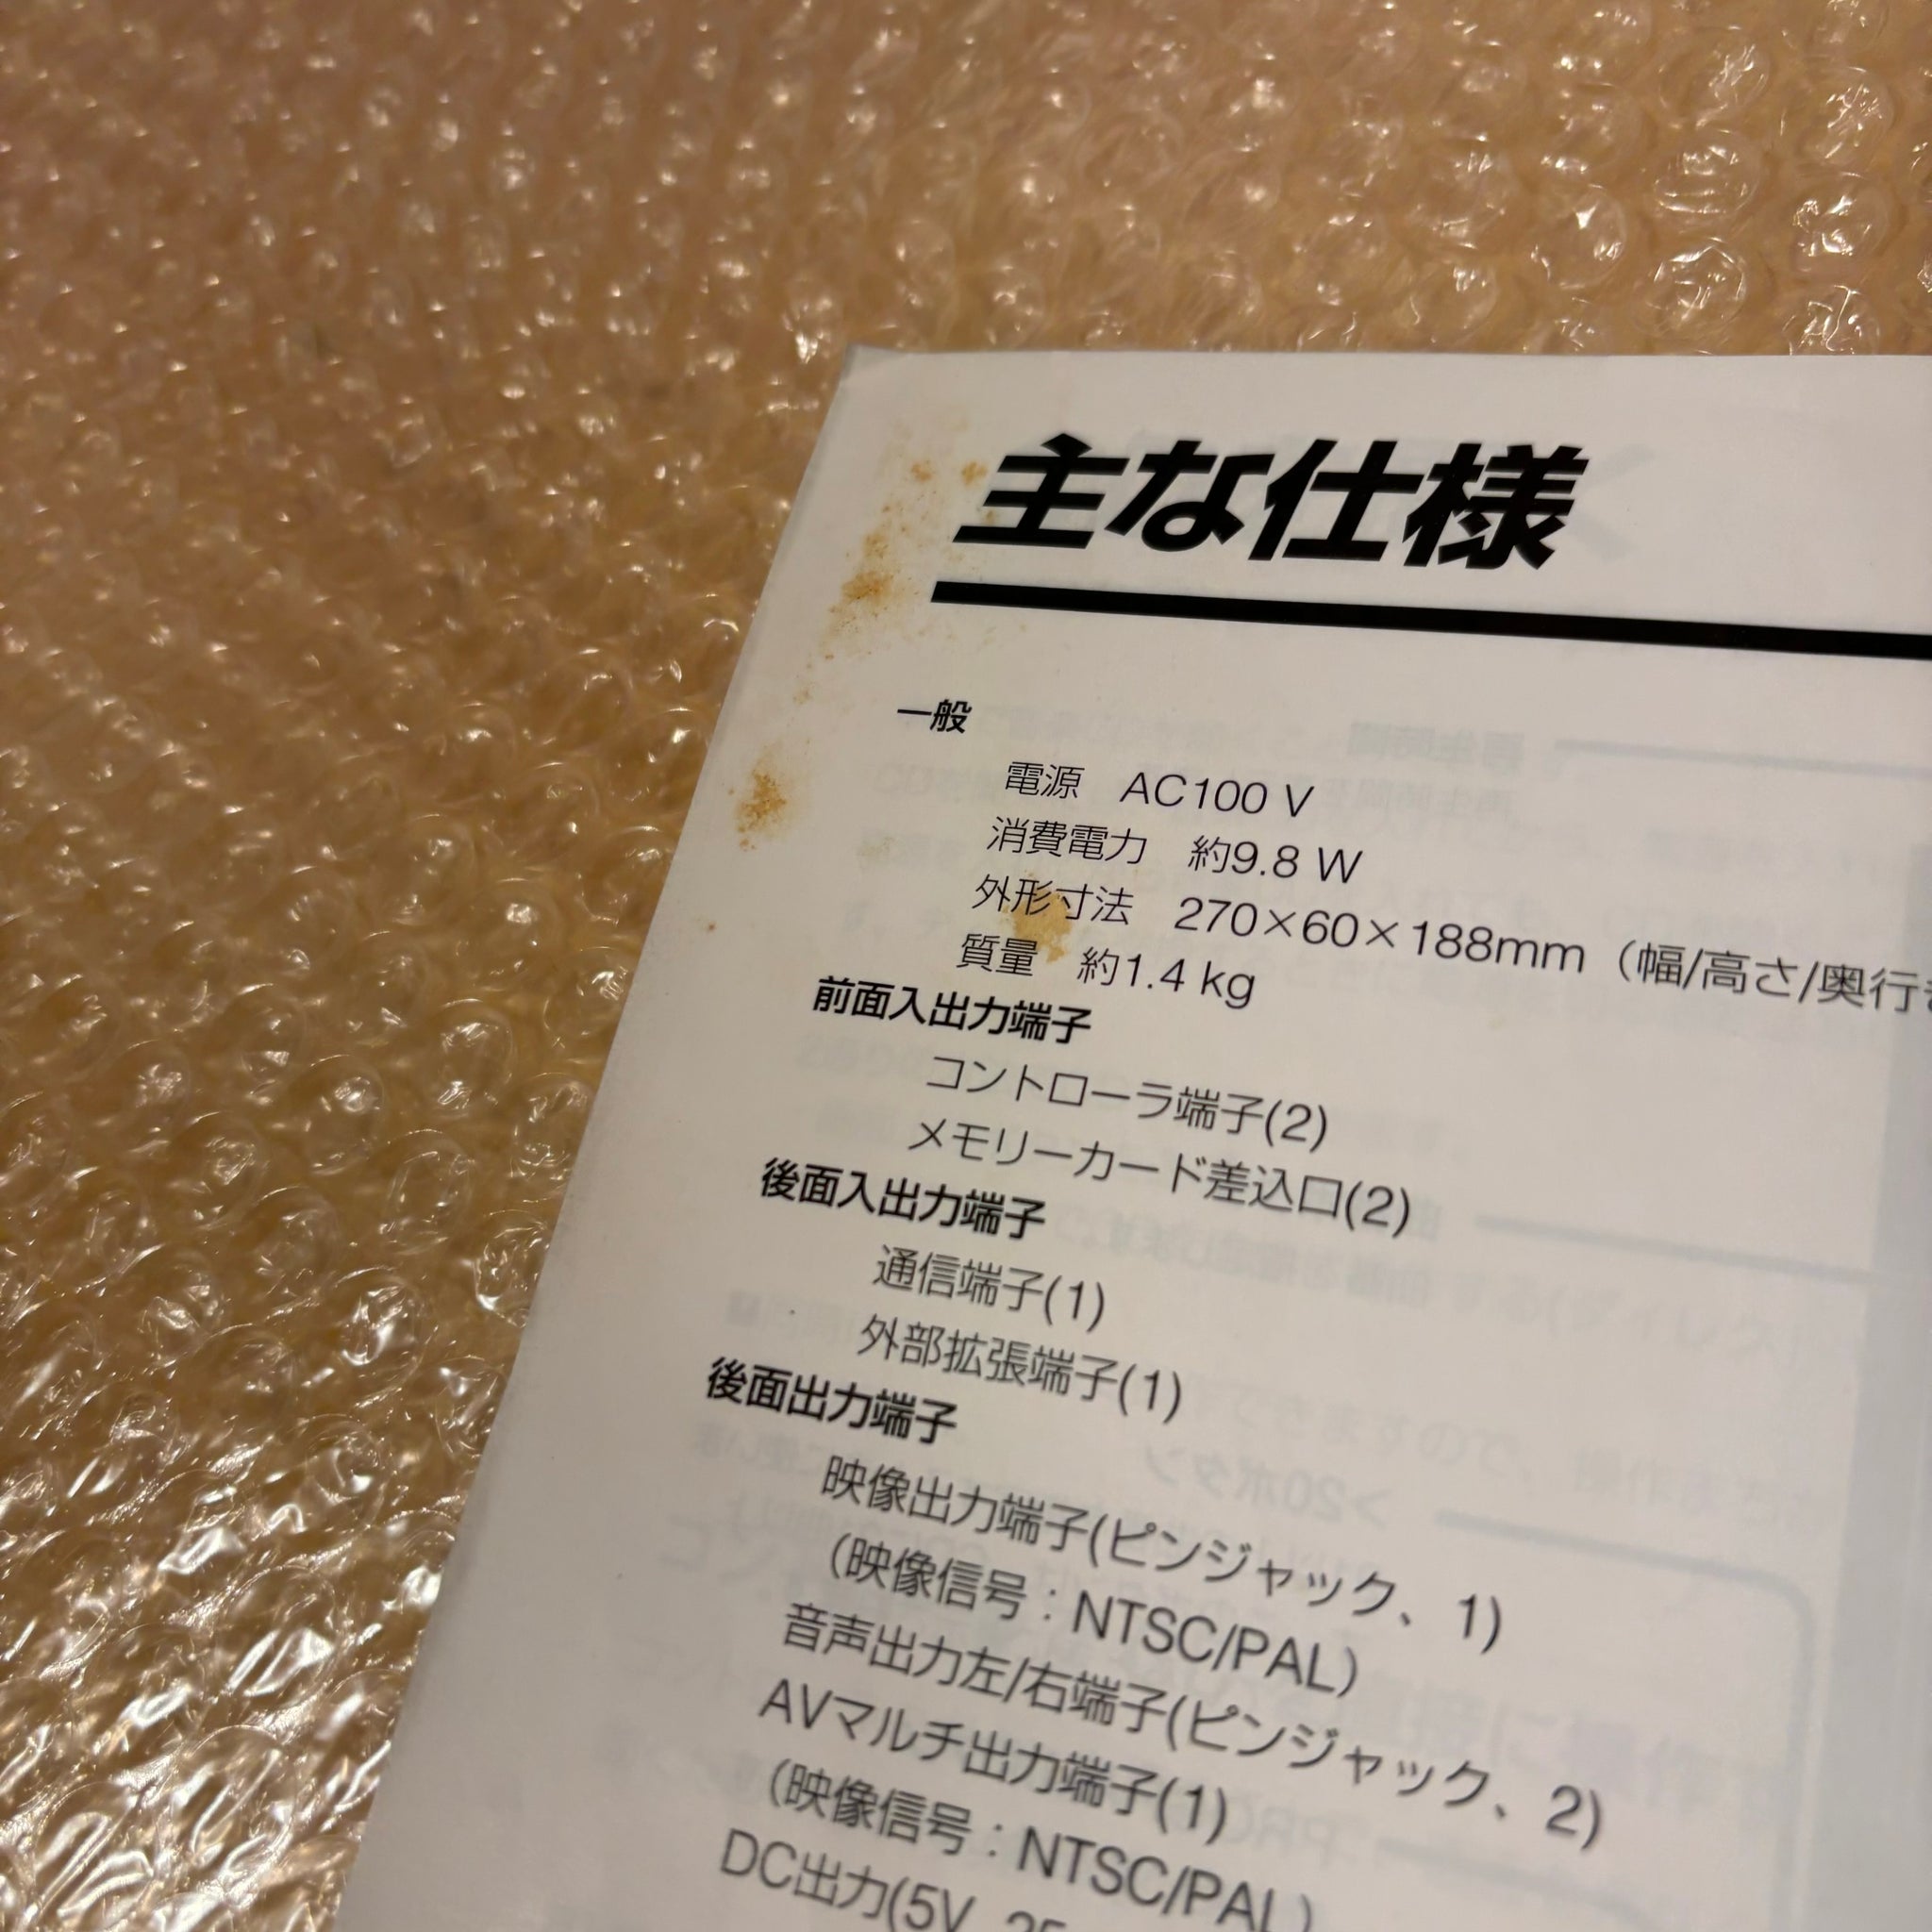 主な仕様
一般
電源　AC100 V
消費電力　約9.8 W
外形寸法　270×60×188mm（幅/高さ/奥行
質量　約1.4 kg
前面入出力端子
コントローラ端子(2)
メモリーカード差込口(2)
後面入出力端子
通信端子(1)
外部拡張端子(1)
後面出力端子
映像出力端子(ピンジャック、1)
(映像信号：NTSC/PAL)
音声出力左/右端子(ピンジャック、2)
AVマルチ出力端子(1)
(映像信号：NTSC/PAL)
DC出力(5V